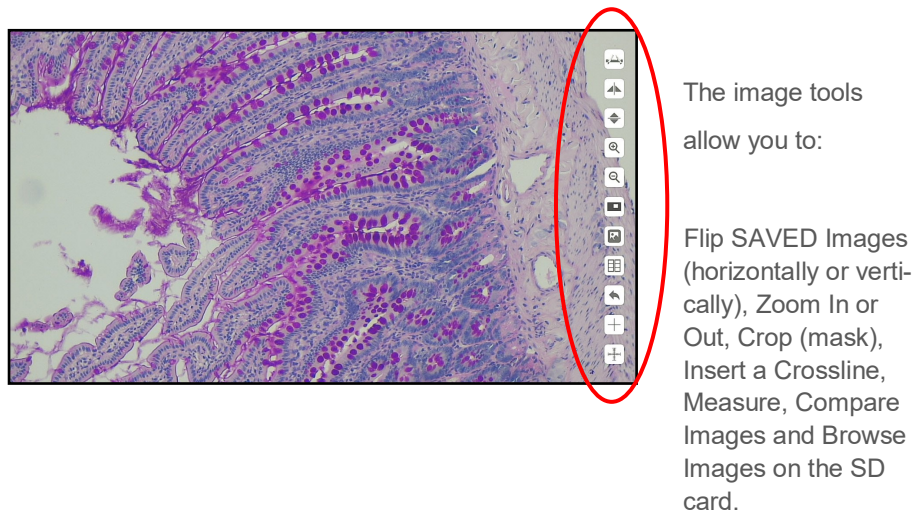 The image tools
allow you to:
Flip SAVED Images
(horizontally or verti-
cally), Zoom In or
Out, Crop (mask),
Insert a Crossline,
Measure, Compare
Images and Browse
Images on the SD
card.